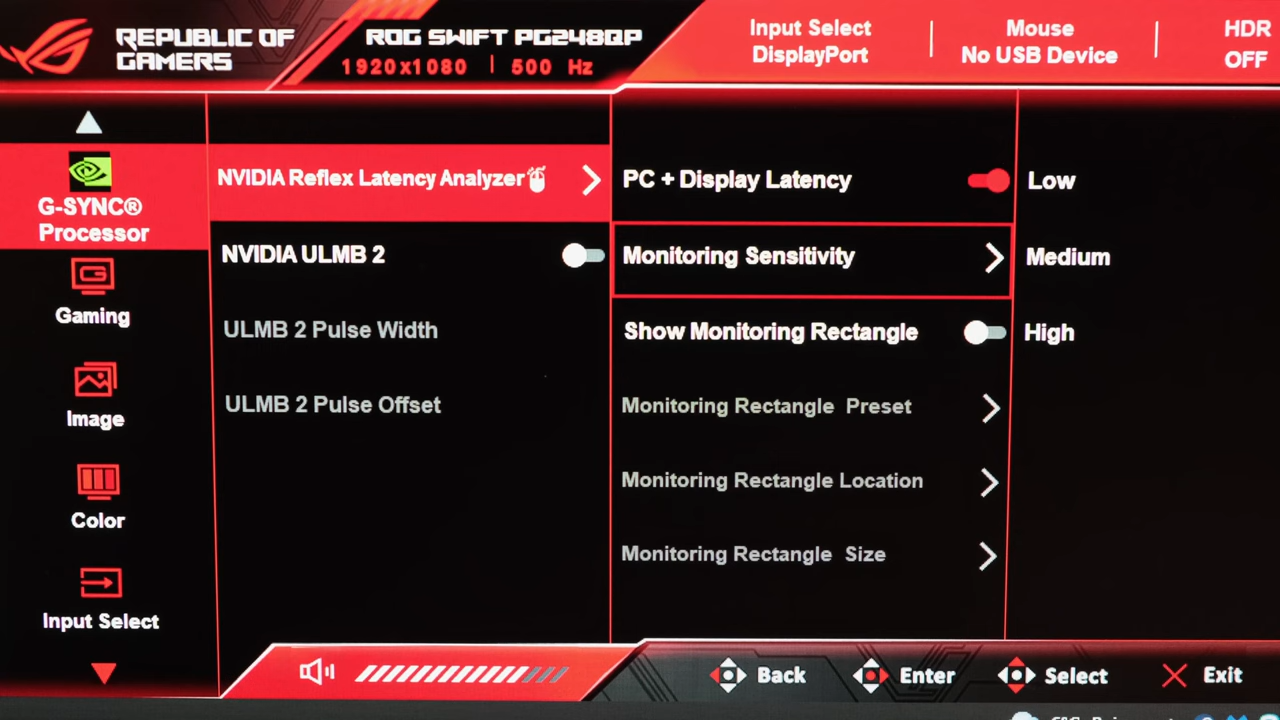 REPUBLIC OF
GAMERS
ROG SWIFT PG248QP
1920x1080 | 500 Hz
Input Select
DisplayPort
Mouse
No USB Device
HDR
OFF
G-SYNC®
Processor
Gaming
Image
Color
Input Select
NVIDIA Reflex Latency Analyzer
NVIDIA ULMB 2
ULMB 2 Pulse Width
ULMB 2 Pulse Offset
PC + Display Latency
Monitoring Sensitivity
Show Monitoring Rectangle
Monitoring Rectangle Preset
Monitoring Rectangle Location
Monitoring Rectangle Size
Low
Medium
High
Back
Enter
Select
Exit